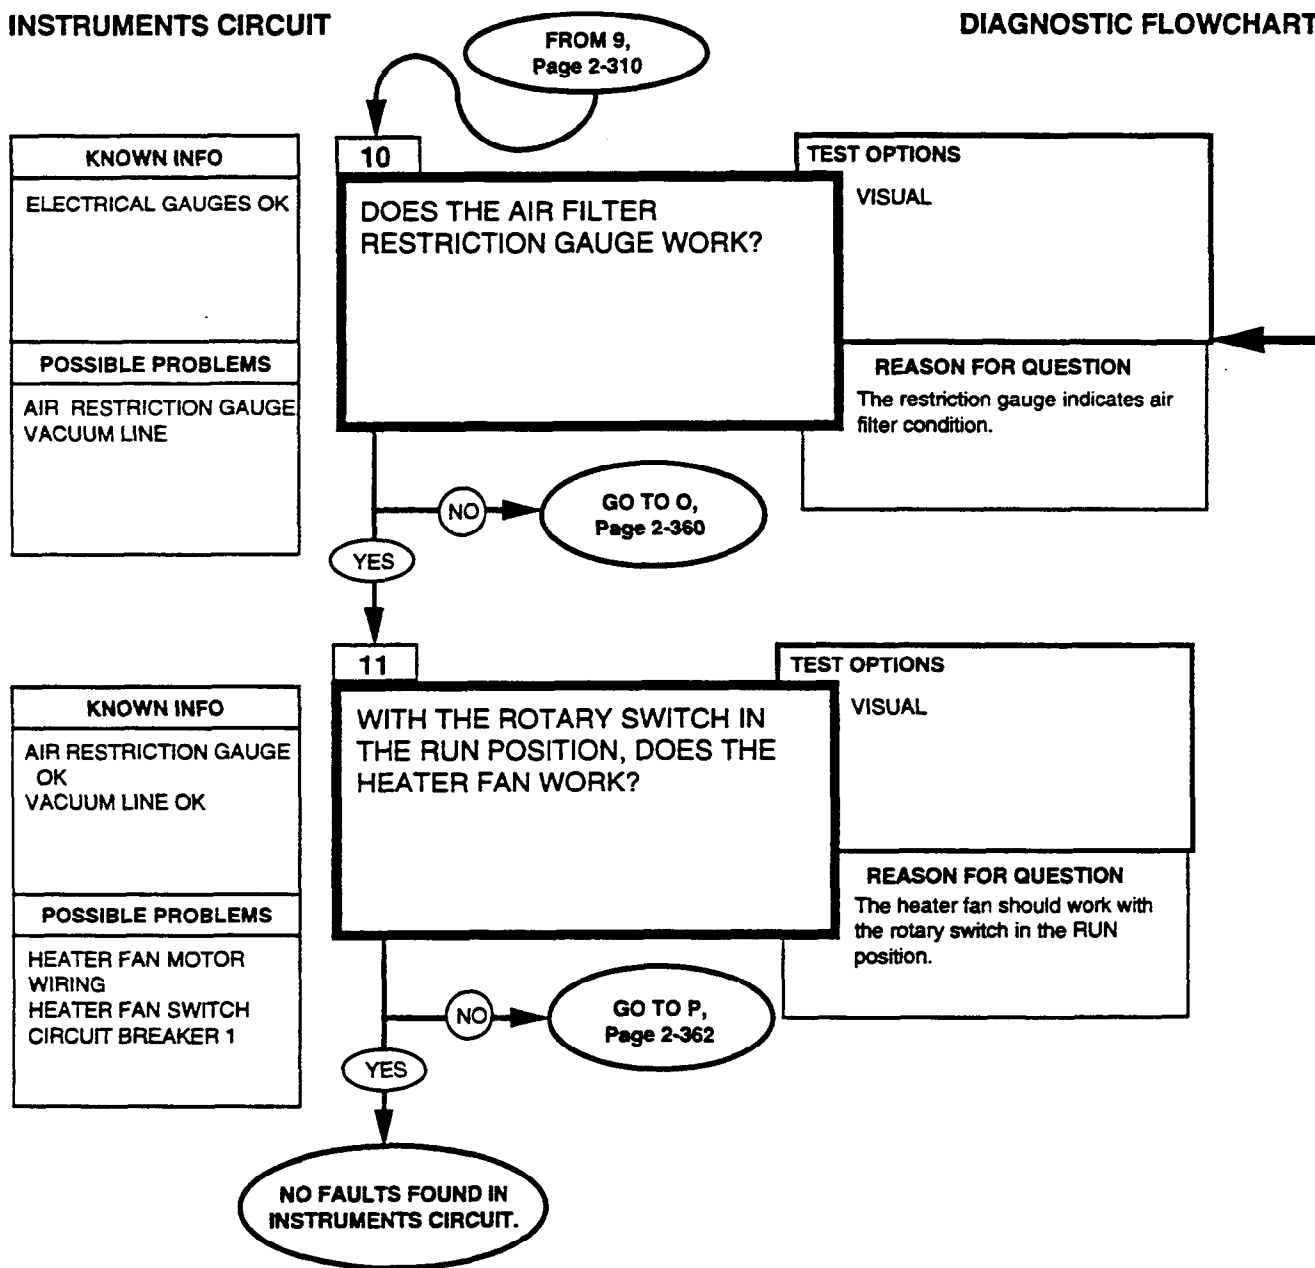 INSTRUMENTS CIRCUIT
DIAGNOSTIC FLOWCHART
FROM 9,
Page 2-310
KNOWN INFO
ELECTRICAL GAUGES OK
POSSIBLE PROBLEMS
AIR RESTRICTION GAUGE
VACUUM LINE
10
DOES THE AIR FILTER
RESTRICTION GAUGE WORK?
TEST OPTIONS
VISUAL
REASON FOR QUESTION
The restriction gauge indicates air
filter condition.
NO
GO TO O,
Page 2-360
YES
KNOWN INFO
AIR RESTRICTION GAUGE
OK
VACUUM LINE OK
POSSIBLE PROBLEMS
HEATER FAN MOTOR
WIRING
HEATER FAN SWITCH
CIRCUIT BREAKER 1
11
WITH THE ROTARY SWITCH IN
THE RUN POSITION, DOES THE
HEATER FAN WORK?
TEST OPTIONS
VISUAL
REASON FOR QUESTION
The heater fan should work with
the rotary switch in the RUN
position.
NO
GO TO P,
Page 2-362
YES
NO FAULTS FOUND IN
INSTRUMENTS CIRCUIT.